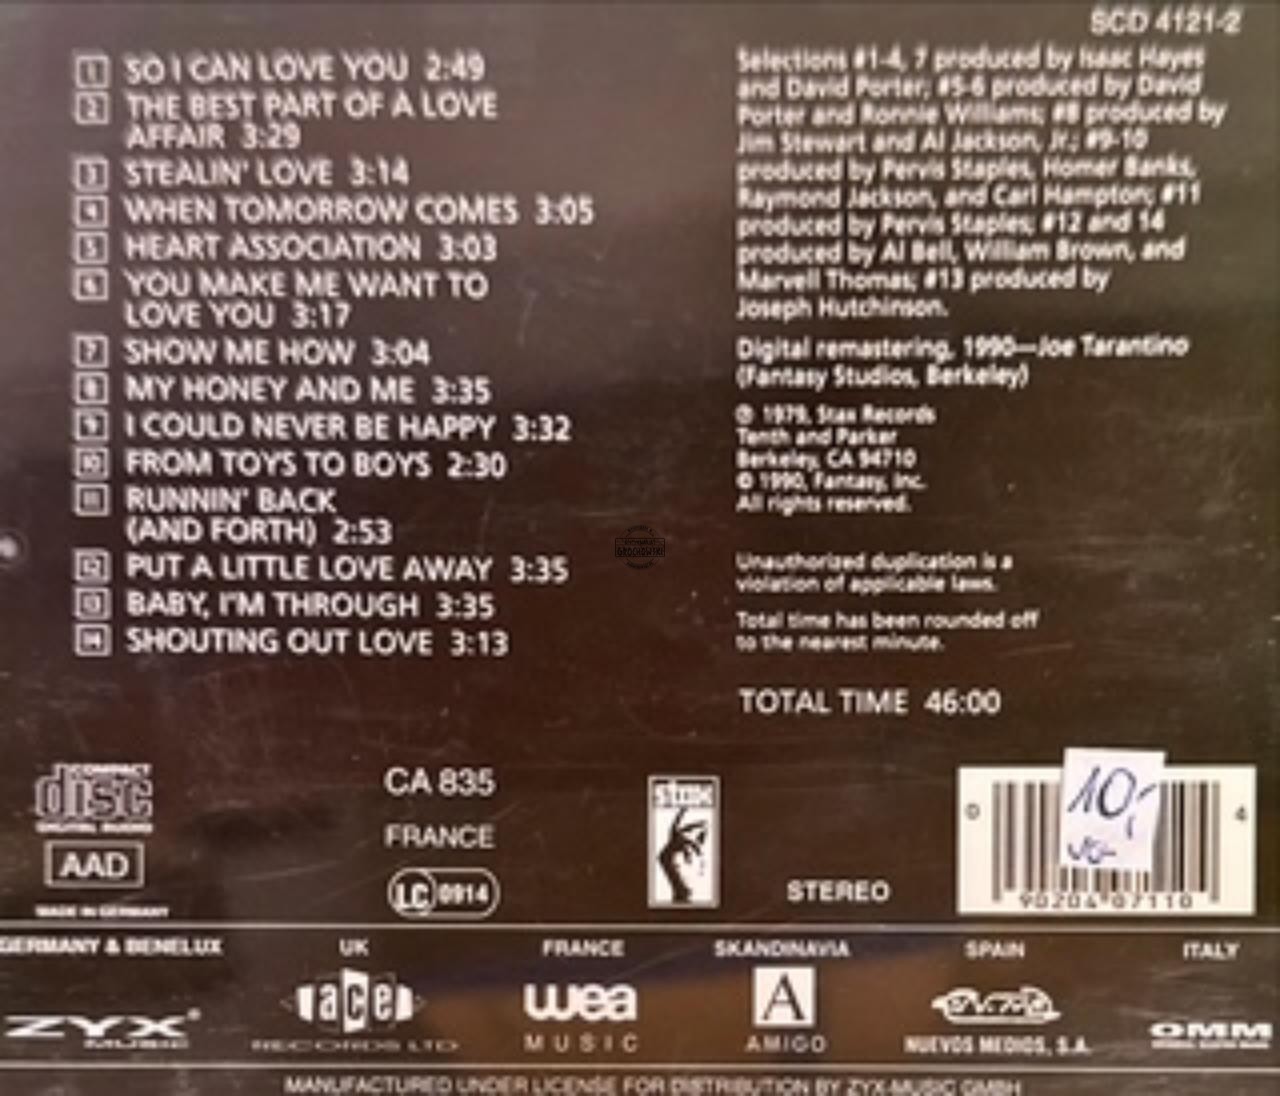 SCD 4121-2
1 SO I CAN LOVE YOU 2:49
2 THE BEST PART OF A LOVE
AFFAIR 3:29
3 STEALIN' LOVE 3:14
4 WHEN TOMORROW COMES 3:05
5 HEART ASSOCIATION 3:03
6 YOU MAKE ME WANT TO
LOVE YOU 3:17
7 SHOW ME HOW 3:04
8 MY HONEY AND ME 3:35
9 I COULD NEVER BE HAPPY 3:32
10 FROM TOYS TO BOYS 2:30
11 RUNNIN' BACK
(AND FORTH) 2:53
12 PUT A LITTLE LOVE AWAY 3:35
13 BABY, I'M THROUGH 3:35
14 SHOUTING OUT LOVE 3:13
Selections #1-4, 7 produced by Isaac Hayes
and David Porter; #5-6 produced by David
Porter and Ronnie Williams; #8 produced by
Jim Stewart and Al Jackson, Jr.; #9-10
produced by Pervis Staples, Homer Banks,
Raymond Jackson, and Carl Hampton; #11
produced by Pervis Staples; #12 and 14
produced by Al Bell, William Brown, and
Marvell Thomas; #13 produced by
Joseph Hutchinson.
Digital remastering, 1990—Joe Tarantino
(Fantasy Studios, Berkeley)
℗ 1979, Stax Records
Tenth and Parker
Berkeley, CA 94710
© 1990, Fantasy, Inc.
All rights reserved.
Unauthorized duplication is a
violation of applicable laws.
Total time has been rounded off
to the nearest minute.
TOTAL TIME 46:00
COMPACT
disc
DIGITAL AUDIO
AAD
MADE IN GERMANY
CA 835
FRANCE
LC 0914
stax
STEREO
10,-
0 90204 07110 4
GERMANY & BENELUX
ZYX
MUSIC
UK
ace
RECORDS LTD
FRANCE
wea
MUSIC
SKANDINAVIA
A
AMIGO
SPAIN
NUEVOS MEDIOS, S.A.
ITALY
OMM
MANUFACTURED UNDER LICENSE FOR DISTRIBUTION BY ZYX-MUSIC GMBH